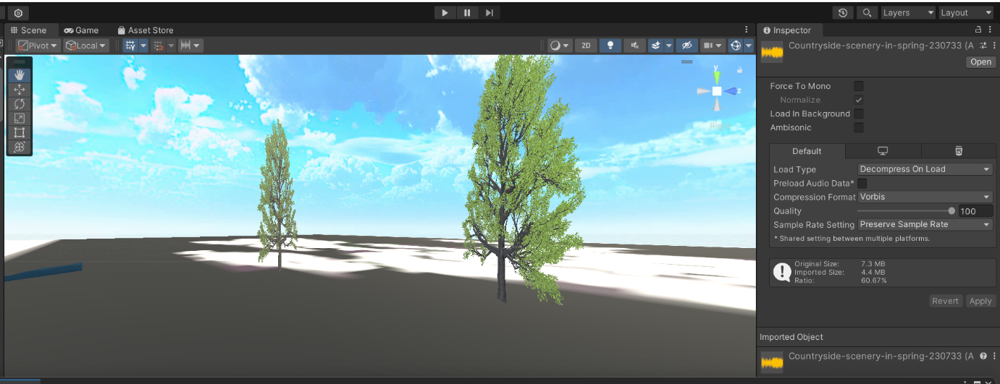 Layers
Layout
Scene
Game
Asset Store
Pivot
Local
2D
y
z
Right
Inspector
Countryside-scenery-in-spring-230733 (A
Open
Force To Mono
Normalize
Load In Background
Ambisonic
Default
Load Type
Decompress On Load
Preload Audio Data*
Compression Format
Vorbis
Quality
100
Sample Rate Setting
Preserve Sample Rate
* Shared setting between multiple platforms.
Original Size: 7.3 MB
Imported Size: 4.4 MB
Ratio: 60.67%
Revert
Apply
Imported Object
Countryside-scenery-in-spring-230733 (A